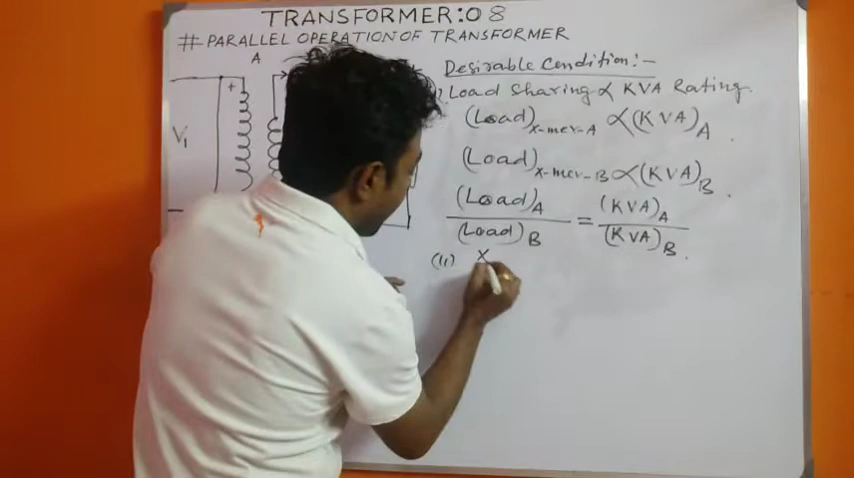 TRANSFORMER:08
#PARALLEL OPERATION OF TRANSFORMER
A
+
V1
Desirable Condition:-
Load Sharing ∝ KVA Rating.
(Load)x-mer-A ∝ (KVA)A.
(Load)x-mer-B ∝ (KVA)B.
(Load)A / (Load)B = (KVA)A / (KVA)B.
(ii) X